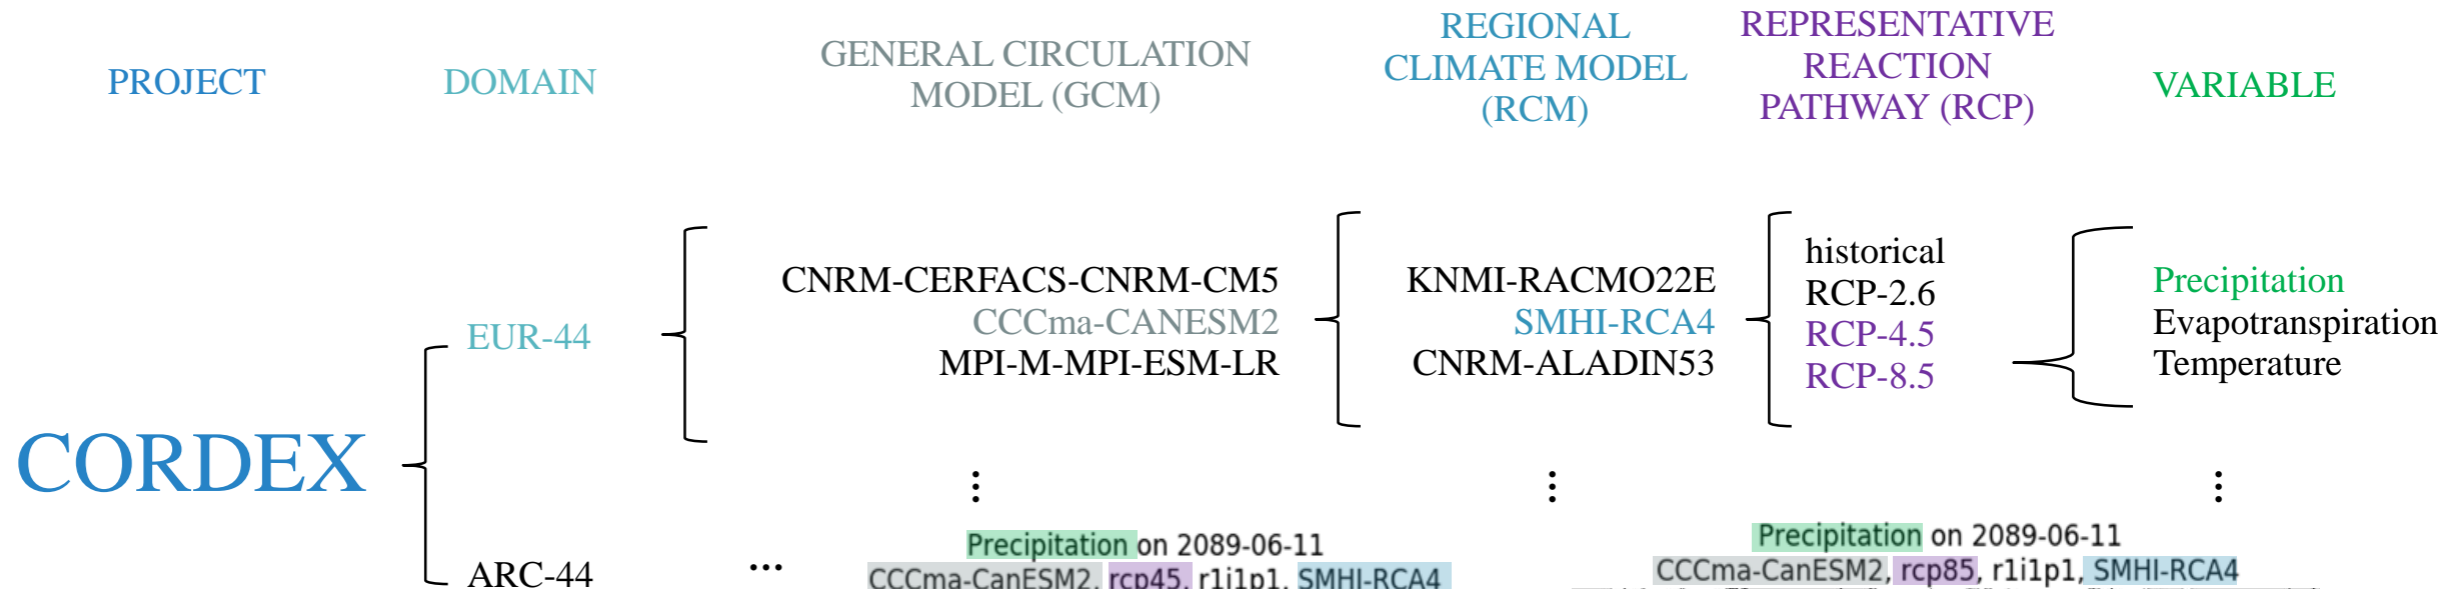 PROJECT
DOMAIN
GENERAL CIRCULATION
MODEL (GCM)
REGIONAL
CLIMATE MODEL
(RCM)
REPRESENTATIVE
REACTION
PATHWAY (RCP)
VARIABLE
CORDEX
EUR-44
ARC-44
...
CNRM-CERFACS-CNRM-CM5
CCCma-CANESM2
MPI-M-MPI-ESM-LR
⋮
KNMI-RACMO22E
SMHI-RCA4
CNRM-ALADIN53
⋮
historical
RCP-2.6
RCP-4.5
RCP-8.5
Precipitation
Evapotranspiration
Temperature
⋮
Precipitation on 2089-06-11
CCCma-CanESM2, rcp45, r1i1p1, SMHI-RCA4
Precipitation on 2089-06-11
CCCma-CanESM2, rcp85, r1i1p1, SMHI-RCA4